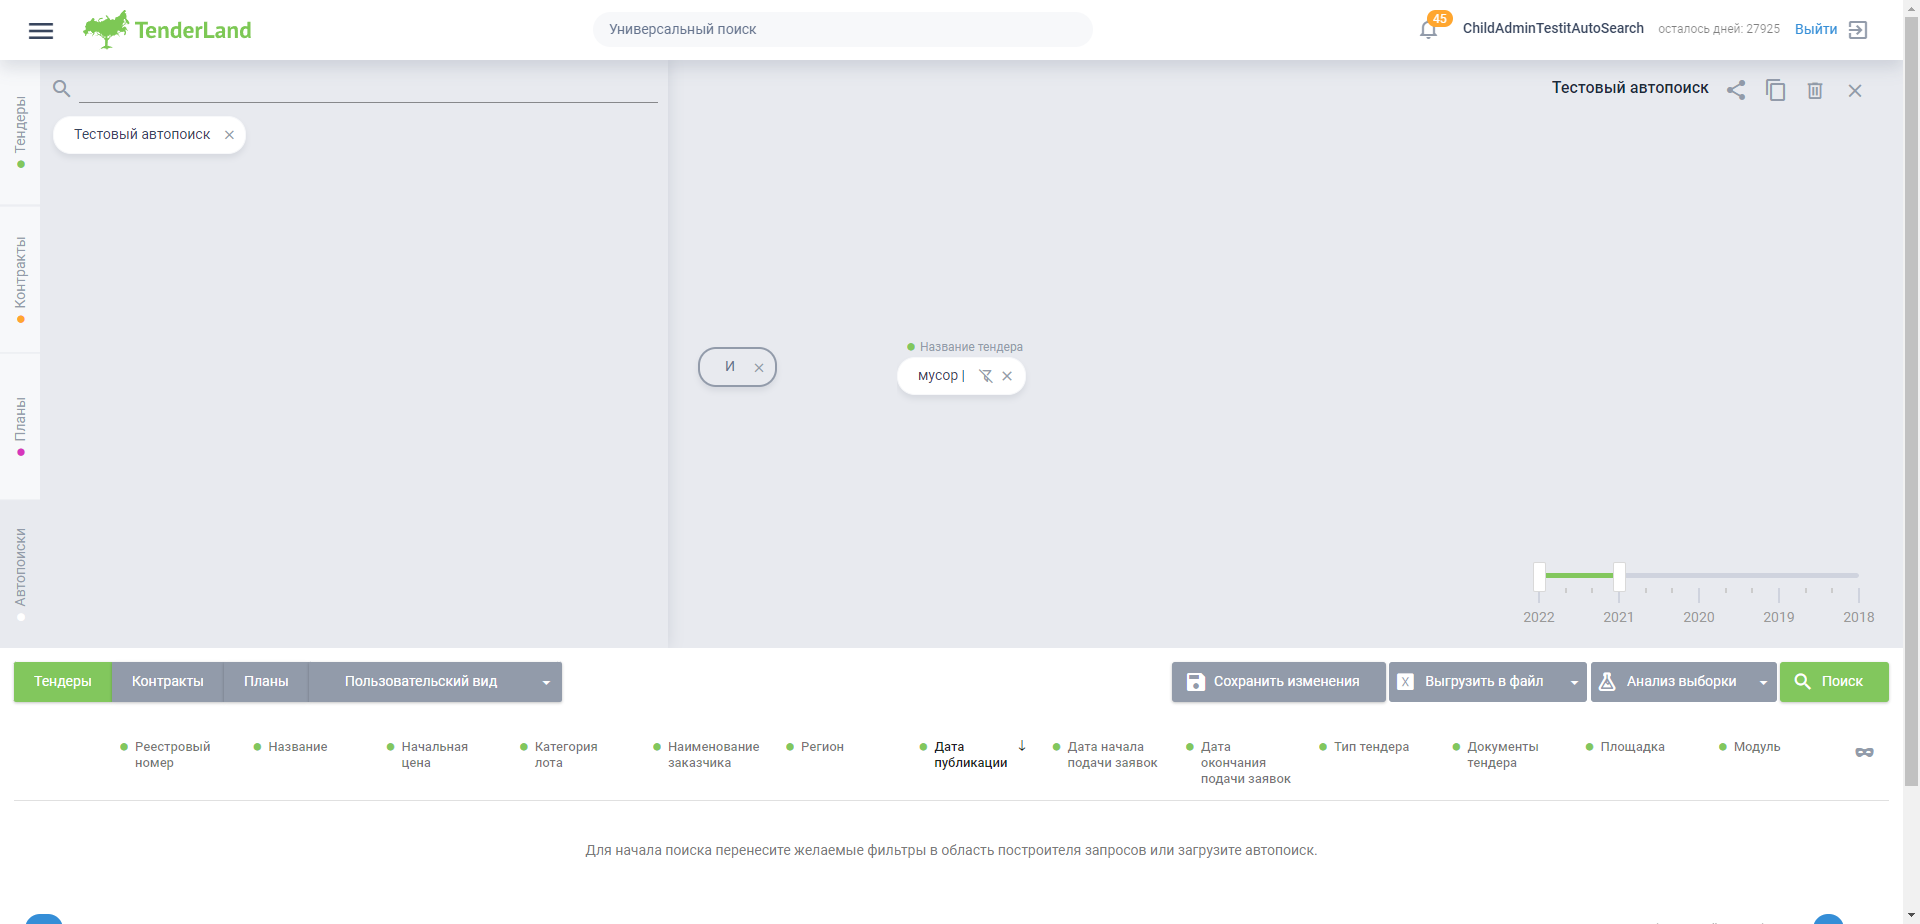 TenderLand
Универсальный поиск
45
ChildAdminTestitAutoSearch
осталось дней: 27925
Выйти
Тендеры
Контракты
Планы
Автопоиски
Тестовый автопоиск
Тестовый автопоиск
И
Название тендера
мусор |
2022 2021 2020 2019 2018
Тендеры
Контракты
Планы
Пользовательский вид
Сохранить изменения
X Выгрузить в файл
Анализ выборки
Поиск
Реестровый
номер
Название
Начальная
цена
Категория
лота
Наименование
заказчика
Регион
Дата
публикации
Дата начала
подачи заявок
Дата
окончания
подачи заявок
Тип тендера
Документы
тендера
Площадка
Модуль
Для начала поиска перенесите желаемые фильтры в область построителя запросов или загрузите автопоиск.